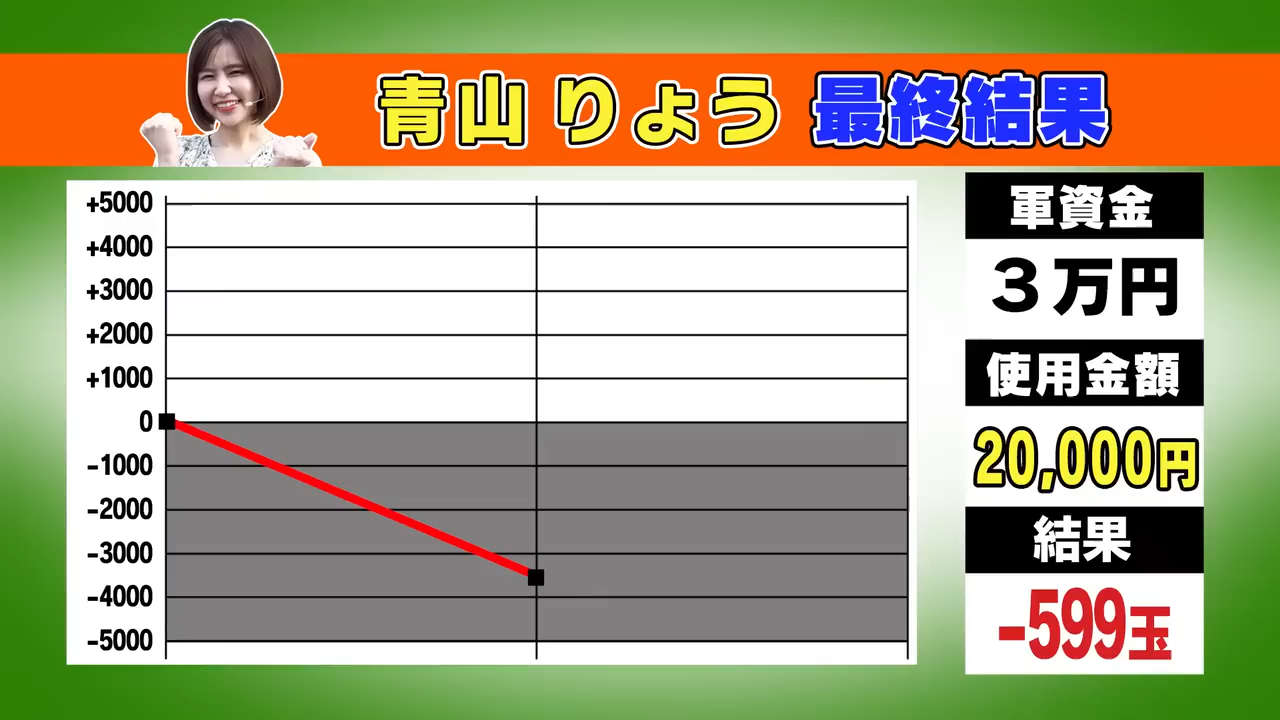 青山 りょう 最終結果
+5000
+4000
+3000
+2000
+1000
0
-1000
-2000
-3000
-4000
-5000
軍資金
３万円
使用金額
20,000円
結果
-599玉